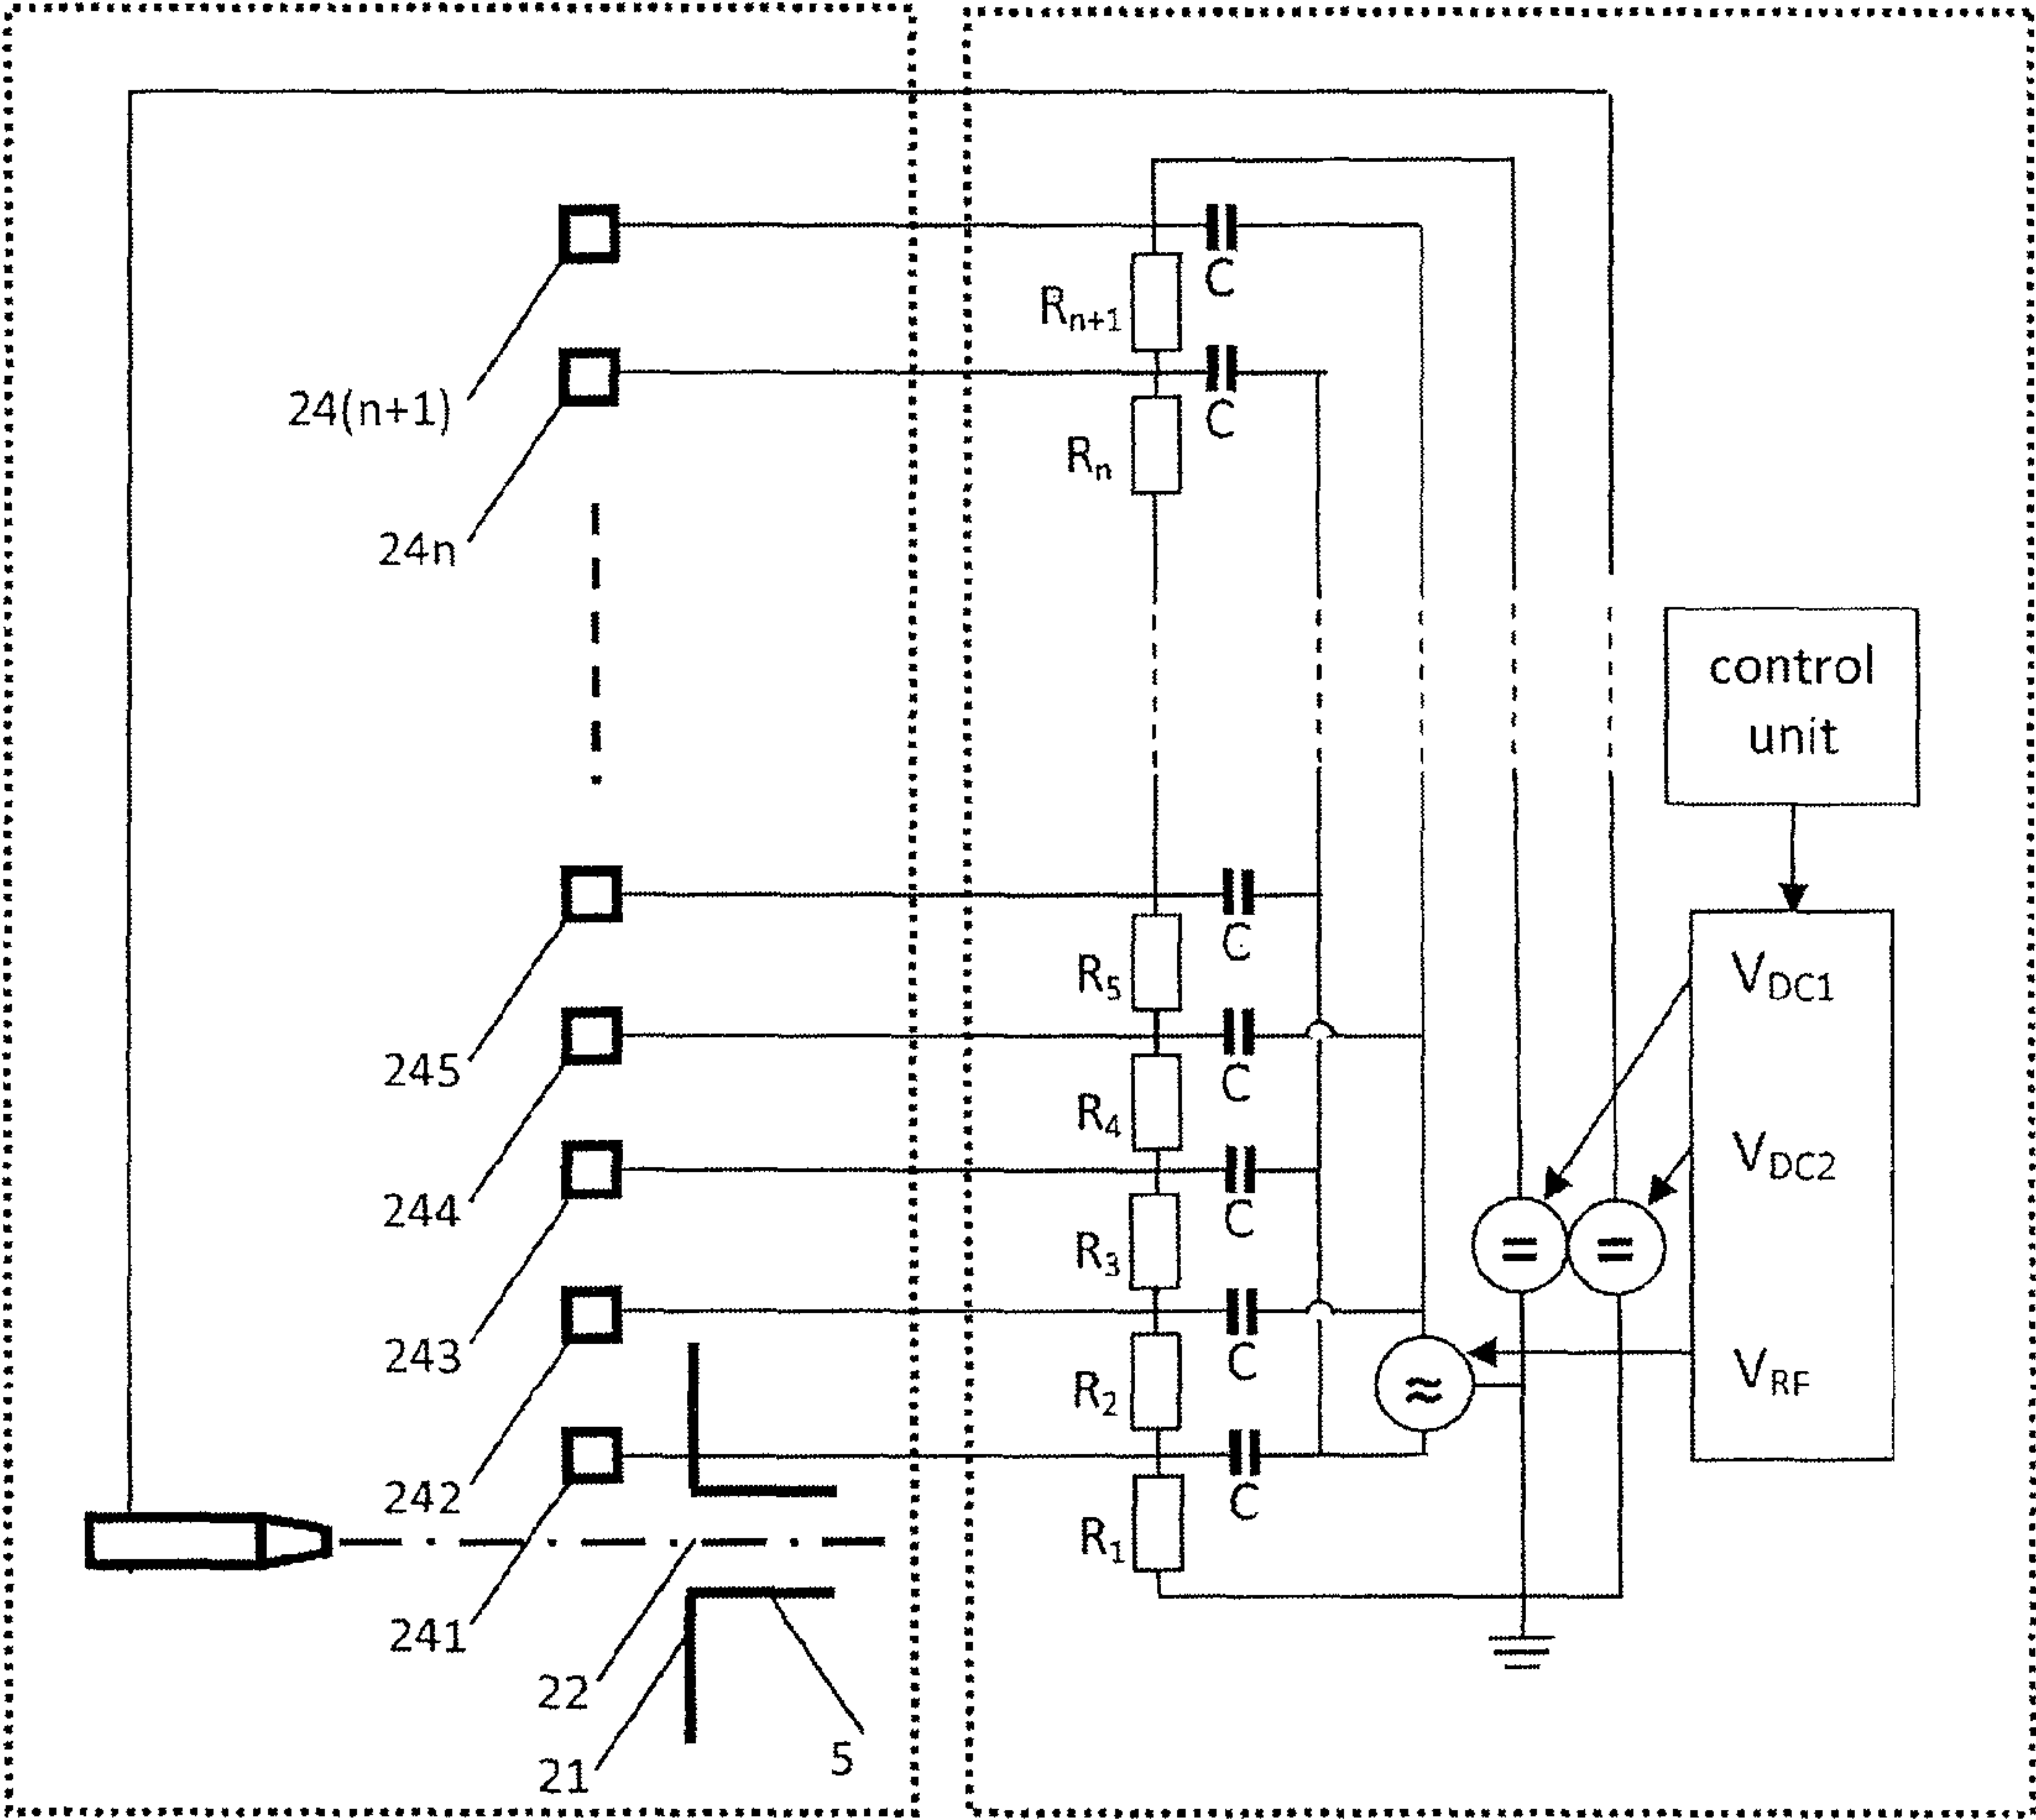 C
Rn+1
24(n+1)
C
Rn
24n
control
unit
C
R5
VDC1
245
C
R4
VDC2
244
C
R3
243
C
R2
VRF
242
C
R1
241
22
21
5